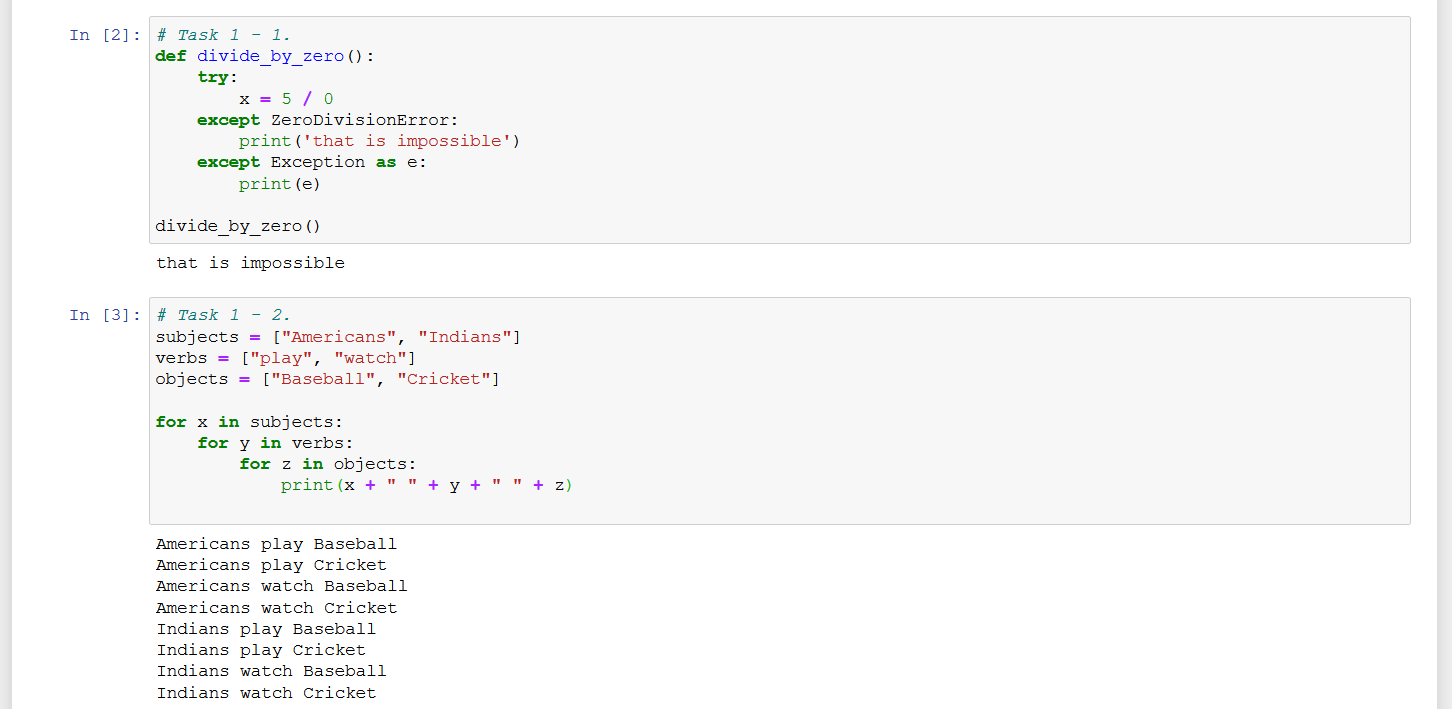 In [2]: # Task 1 - 1.
def divide_by_zero():
    try:
        x = 5 / 0
    except ZeroDivisionError:
        print('that is impossible')
    except Exception as e:
        print(e)

divide_by_zero()
that is impossible
In [3]: # Task 1 - 2.
subjects = ["Americans", "Indians"]
verbs = ["play", "watch"]
objects = ["Baseball", "Cricket"]

for x in subjects:
    for y in verbs:
        for z in objects:
            print(x + " " + y + " " + z)
Americans play Baseball
Americans play Cricket
Americans watch Baseball
Americans watch Cricket
Indians play Baseball
Indians play Cricket
Indians watch Baseball
Indians watch Cricket